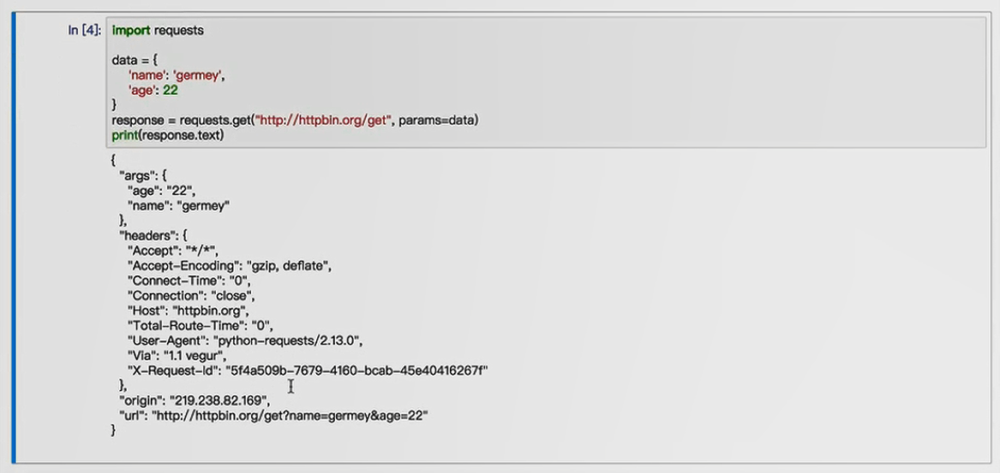 In [4]: import requests
data = {
'name': 'germey',
'age': 22
}
response = requests.get("http://httpbin.org/get", params=data)
print(response.text)
{
"args": {
"age": "22",
"name": "germey"
},
"headers": {
"Accept": "*/*",
"Accept-Encoding": "gzip, deflate",
"Connect-Time": "0",
"Connection": "close",
"Host": "httpbin.org",
"Total-Route-Time": "0",
"User-Agent": "python-requests/2.13.0",
"Via": "1.1 vegur",
"X-Request-Id": "5f4a509b-7679-4160-bcab-45e40416267f"
},
"origin": "219.238.82.169",
"url": "http://httpbin.org/get?name=germey&age=22"
}